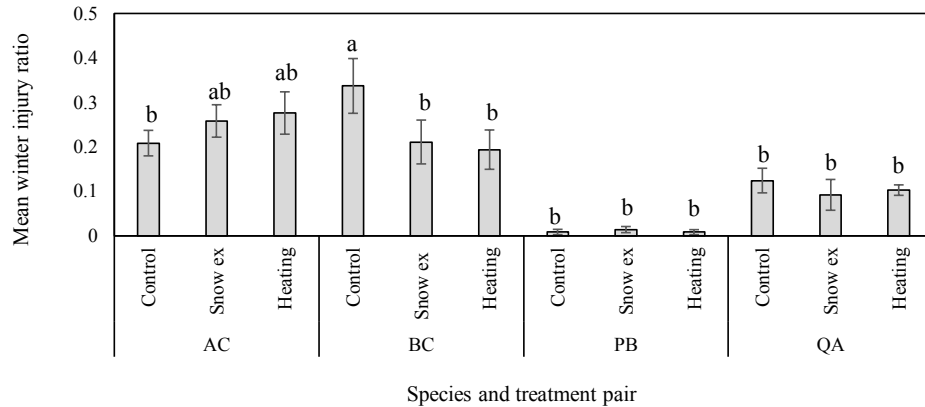 0.5
0.4
0.3
0.2
0.1
0
Mean winter injury ratio
b ab ab a b b b b b b b b
Control Snow ex Heating Control Snow ex Heating Control Snow ex Heating Control Snow ex Heating
AC BC PB QA
Species and treatment pair